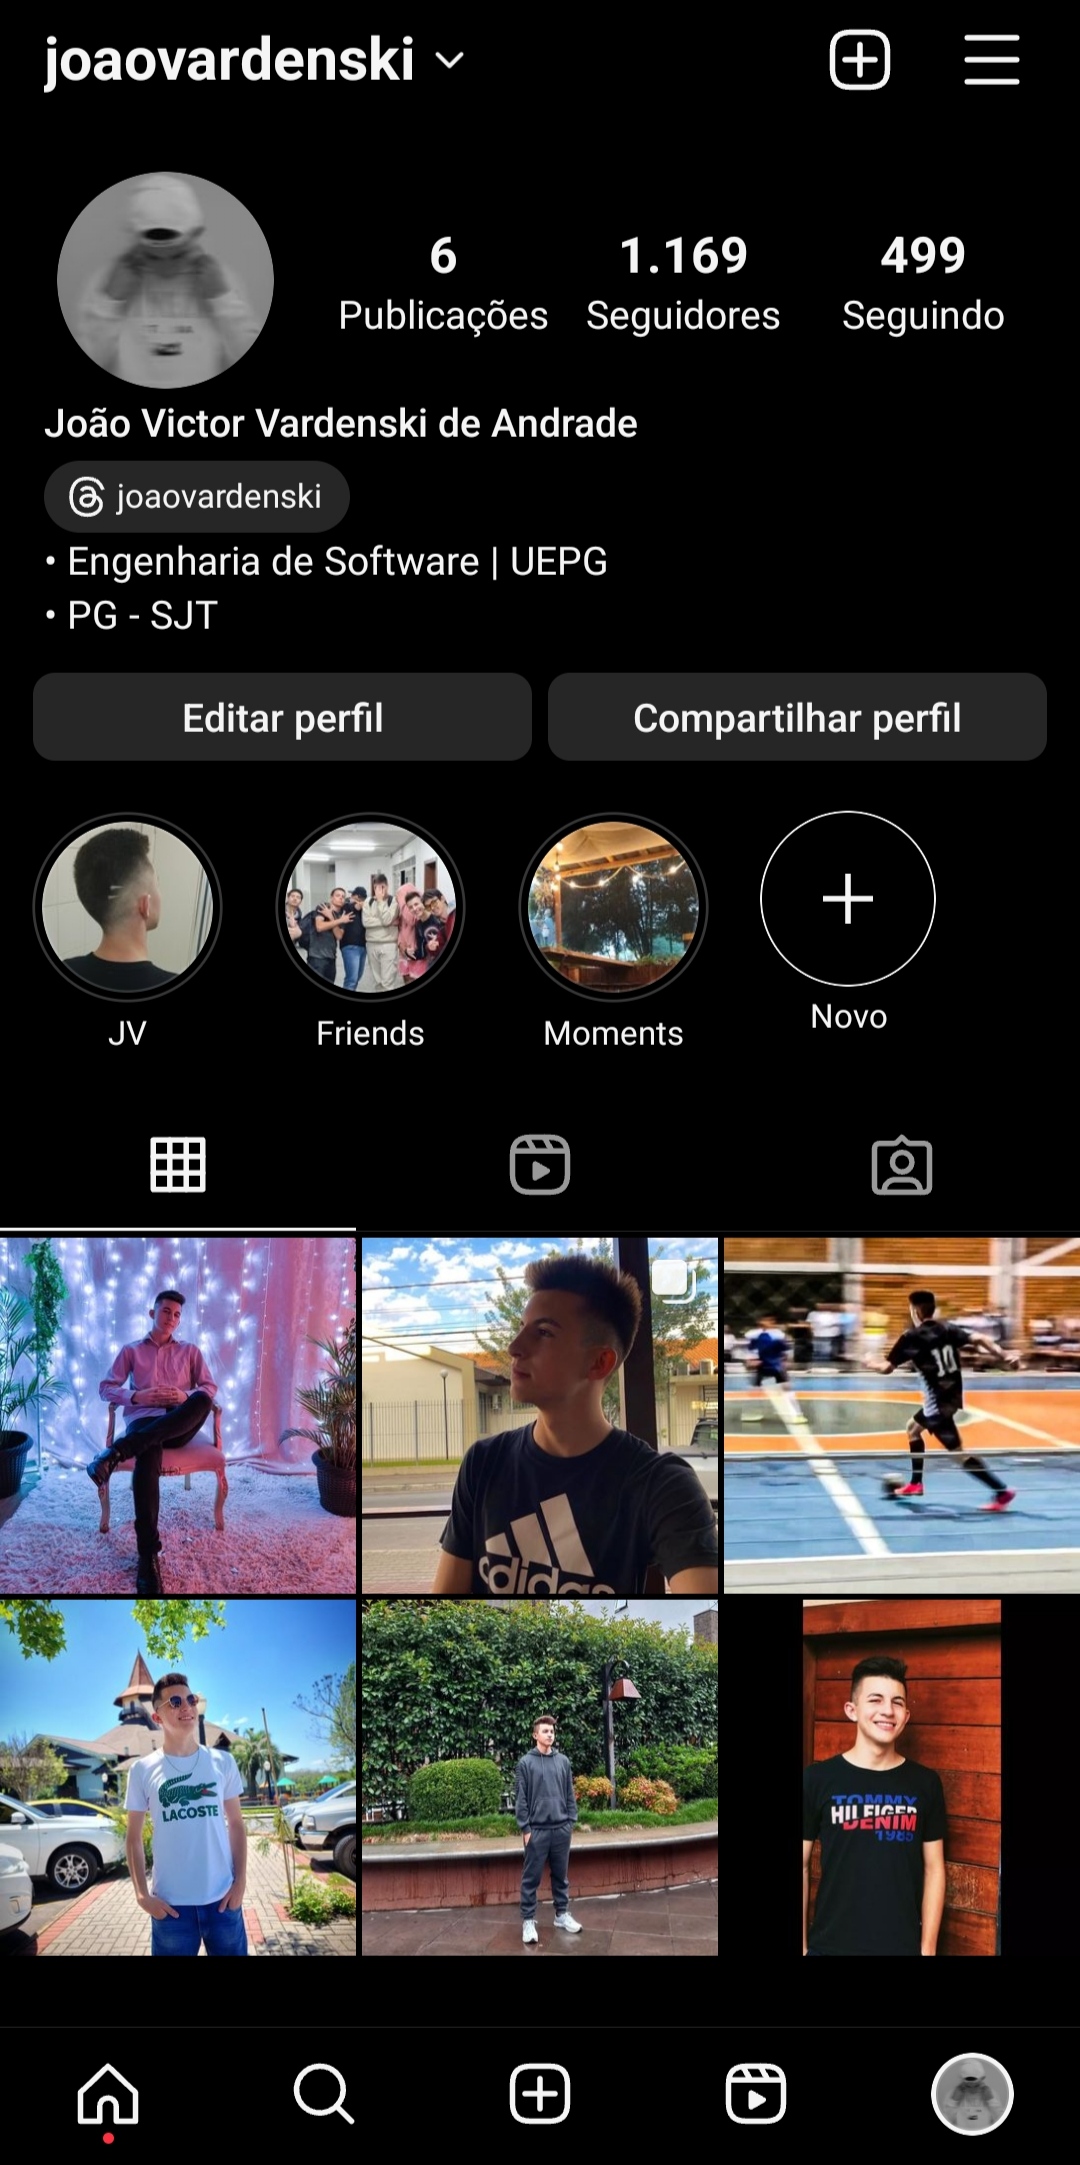 joaovardenski
6 1.169 499
Publicações Seguidores Seguindo
João Victor Vardenski de Andrade
joaovardenski
• Engenharia de Software | UEPG
• PG - SJT
Editar perfil Compartilhar perfil
JV Friends Moments Novo
10
adidas
LACOSTE
TOMMY
HILFIGER
DENIM
1985